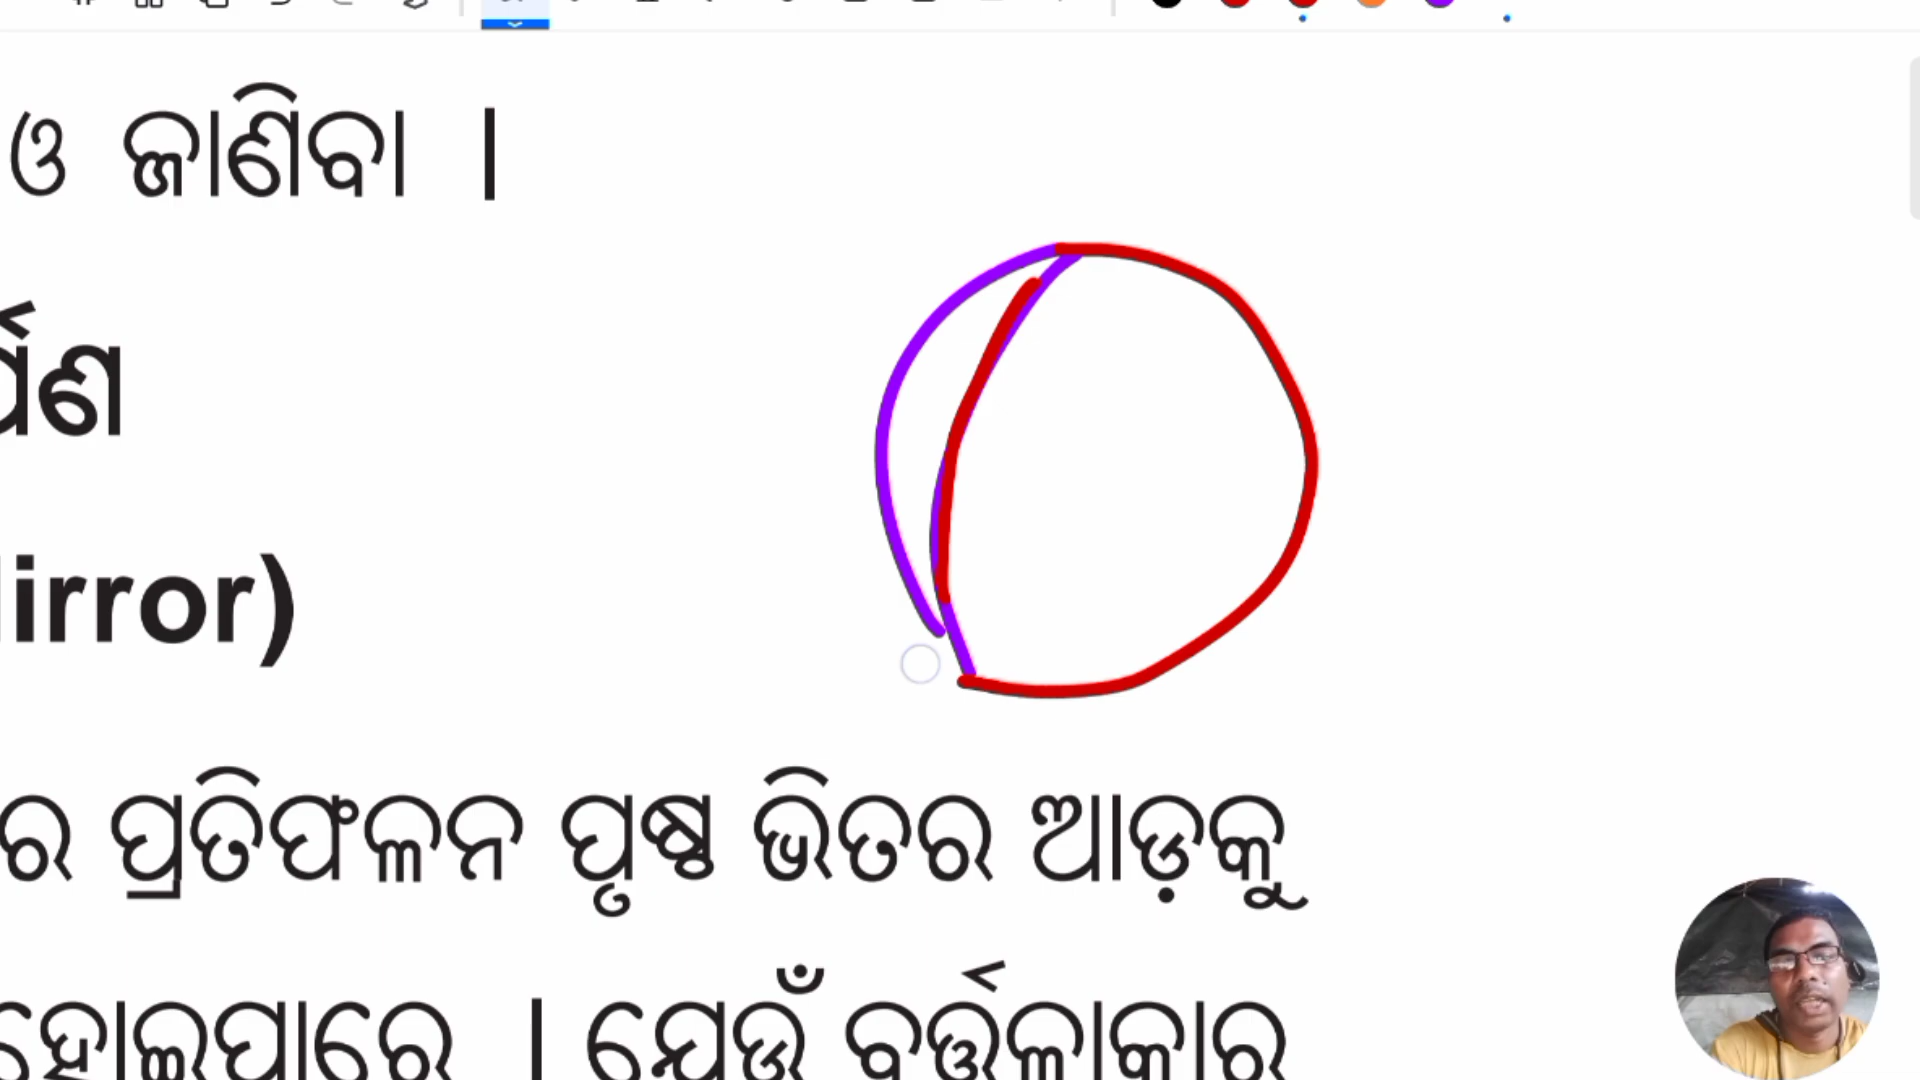 ଓ ଜାଣିବା ।
ର୍ପଣ
irror)
ର ପ୍ରତିଫଳନ ପୃଷ୍ଠ ଭିତର ଆଡ଼କୁ
ହୋଇପାରେ । ଯେଉଁ ବର୍ତ୍ତୁଳାକାର